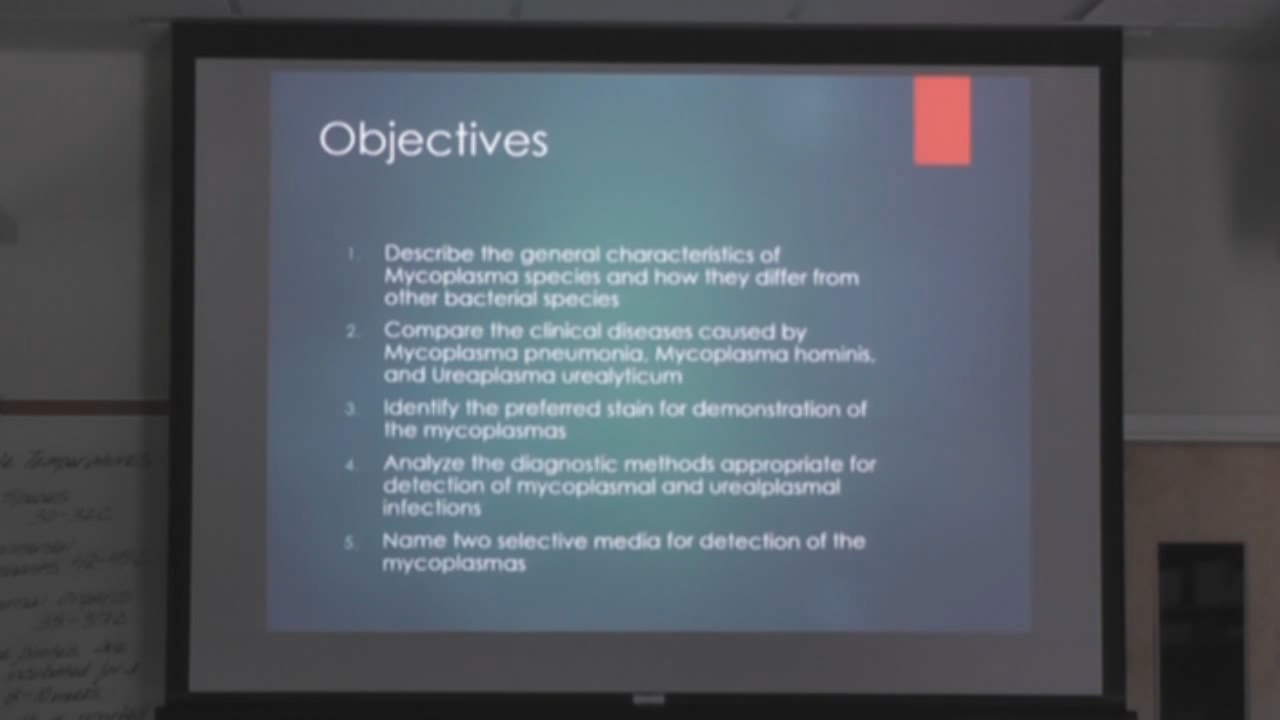 Objectives
1. Describe the general characteristics of
Mycoplasma species and how they differ from
other bacterial species
2. Compare the clinical diseases caused by
Mycoplasma pneumonia, Mycoplasma hominis,
and Ureaplasma urealyticum
3. Identify the preferred stain for demonstration of
the mycoplasmas
4. Analyze the diagnostic methods appropriate for
detection of mycoplasmal and urealplasmal
infections
5. Name two selective media for detection of the
mycoplasmas